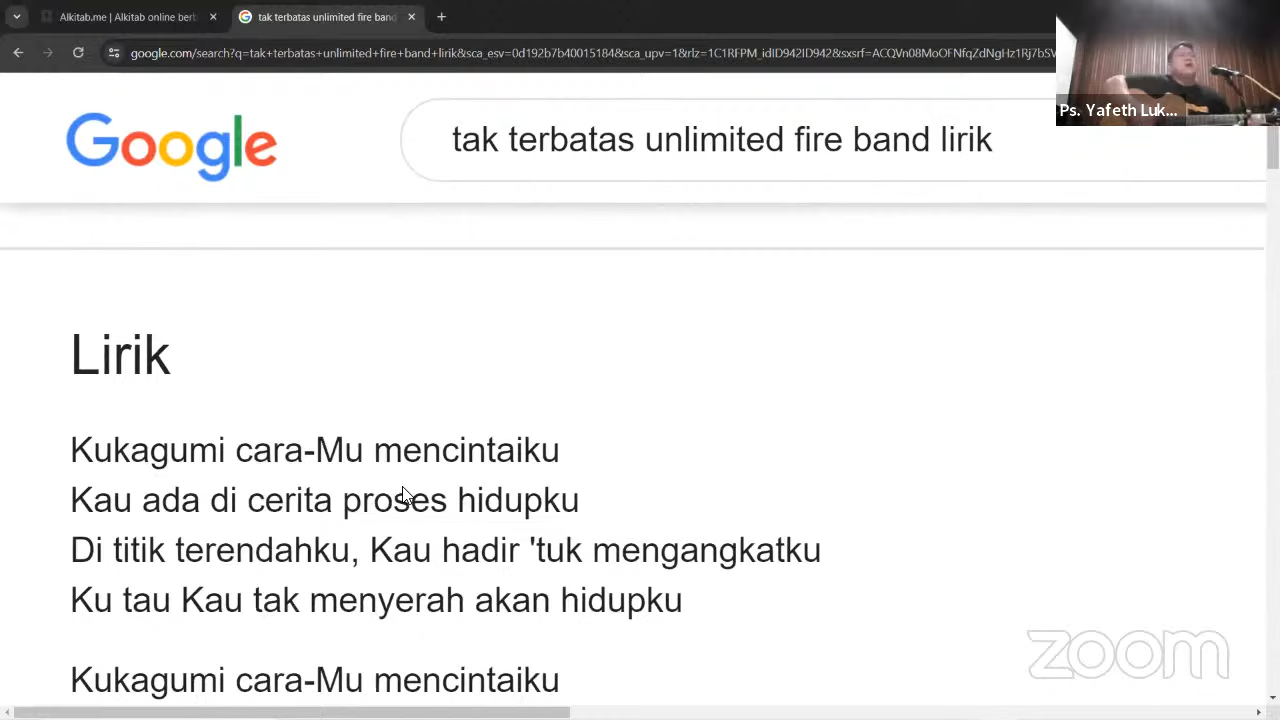 Alkitab.me | Alkitab online berb
tak terbatas unlimited fire band
google.com/search?q=tak+terbatas+unlimited+fire+band+lirik&sca_esv=0d192b7b40015184&sca_upv=1&rlz=1C1RFPM_idID942ID942&sxsrf=ACQVn08MoOFNfqZdNgHz1Rj7bSV
Ps. Yafeth Luk...
Google
tak terbatas unlimited fire band lirik
Lirik
Kukagumi cara-Mu mencintaiku
Kau ada di cerita proses hidupku
Di titik terendahku, Kau hadir 'tuk mengangkatku
Ku tau Kau tak menyerah akan hidupku
Kukagumi cara-Mu mencintaiku
zoom